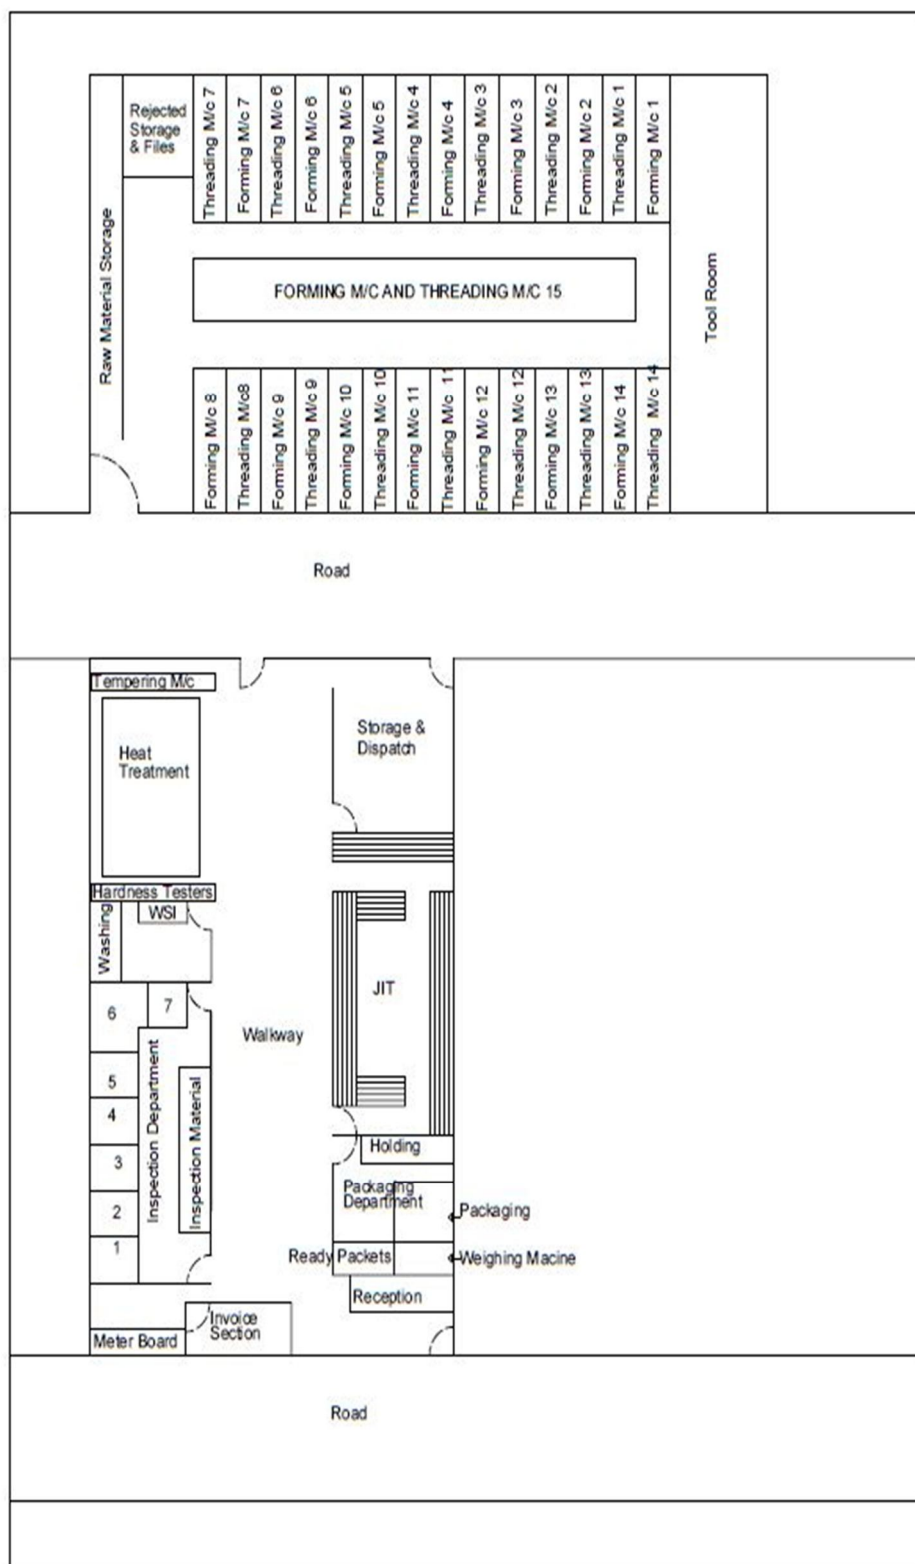 Rejected
Storage
& Files
Threading M/c 7
Forming M/c 7
Threading M/c 6
Forming M/c 6
Threading M/c 5
Forming M/c 5
Threading M/c 4
Forming M/c 4
Threading M/c 3
Forming M/c 3
Threading M/c 2
Forming M/c 2
Threading M/c 1
Forming M/c 1
Raw Material Storage
FORMING M/C AND THREADING M/C 15
Tool Room
Forming M/c 8
Threading M/c8
Forming M/c 9
Threading M/c 9
Forming M/c 10
Threading M/c 10
Forming M/c 11
Threading M/c 11
Forming M/c 12
Threading M/c 12
Forming M/c 13
Threading M/c 13
Forming M/c 14
Threading M/c 14
Road
Tempering M/c
Heat
Treatment
Storage &
Dispatch
Hardness Testers
Washing
WSI
JIT
6
7
Walkway
5
4
3
2
1
Inspection Department
Inspection Material
Holding
Packaging
Department
Packaging
Ready Packets
Weighing Macine
Reception
Invoice
Section
Meter Board
Road